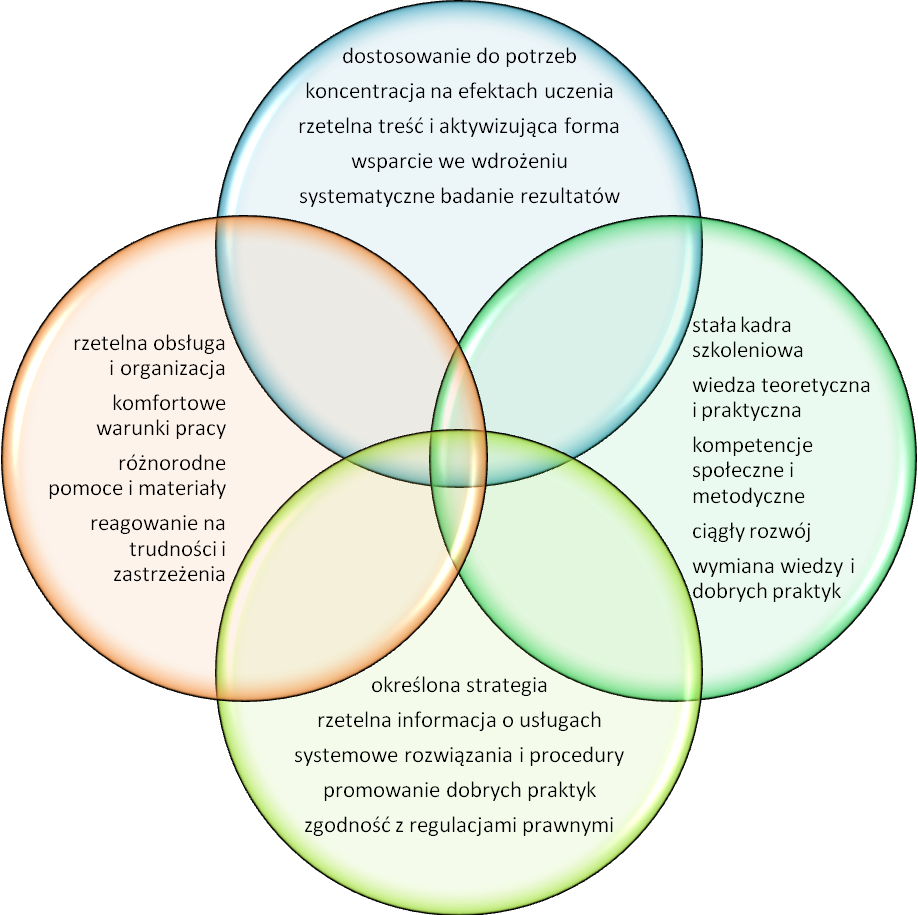 dostosowanie do potrzeb
koncentracja na efektach uczenia
rzetelna treść i aktywizująca forma
wsparcie we wdrożeniu
systematyczne badanie rezultatów
rzetelna obsługa
i organizacja
komfortowe
warunki pracy
różnorodne
pomoce i materiały
reagowanie na
trudności i
zastrzeżenia
stała kadra
szkoleniowa
wiedza teoretyczna
i praktyczna
kompetencje
społeczne i
metodyczne
ciągły rozwój
wymiana wiedzy i
dobrych praktyk
określona strategia
rzetelna informacja o usługach
systemowe rozwiązania i procedury
promowanie dobrych praktyk
zgodność z regulacjami prawnymi